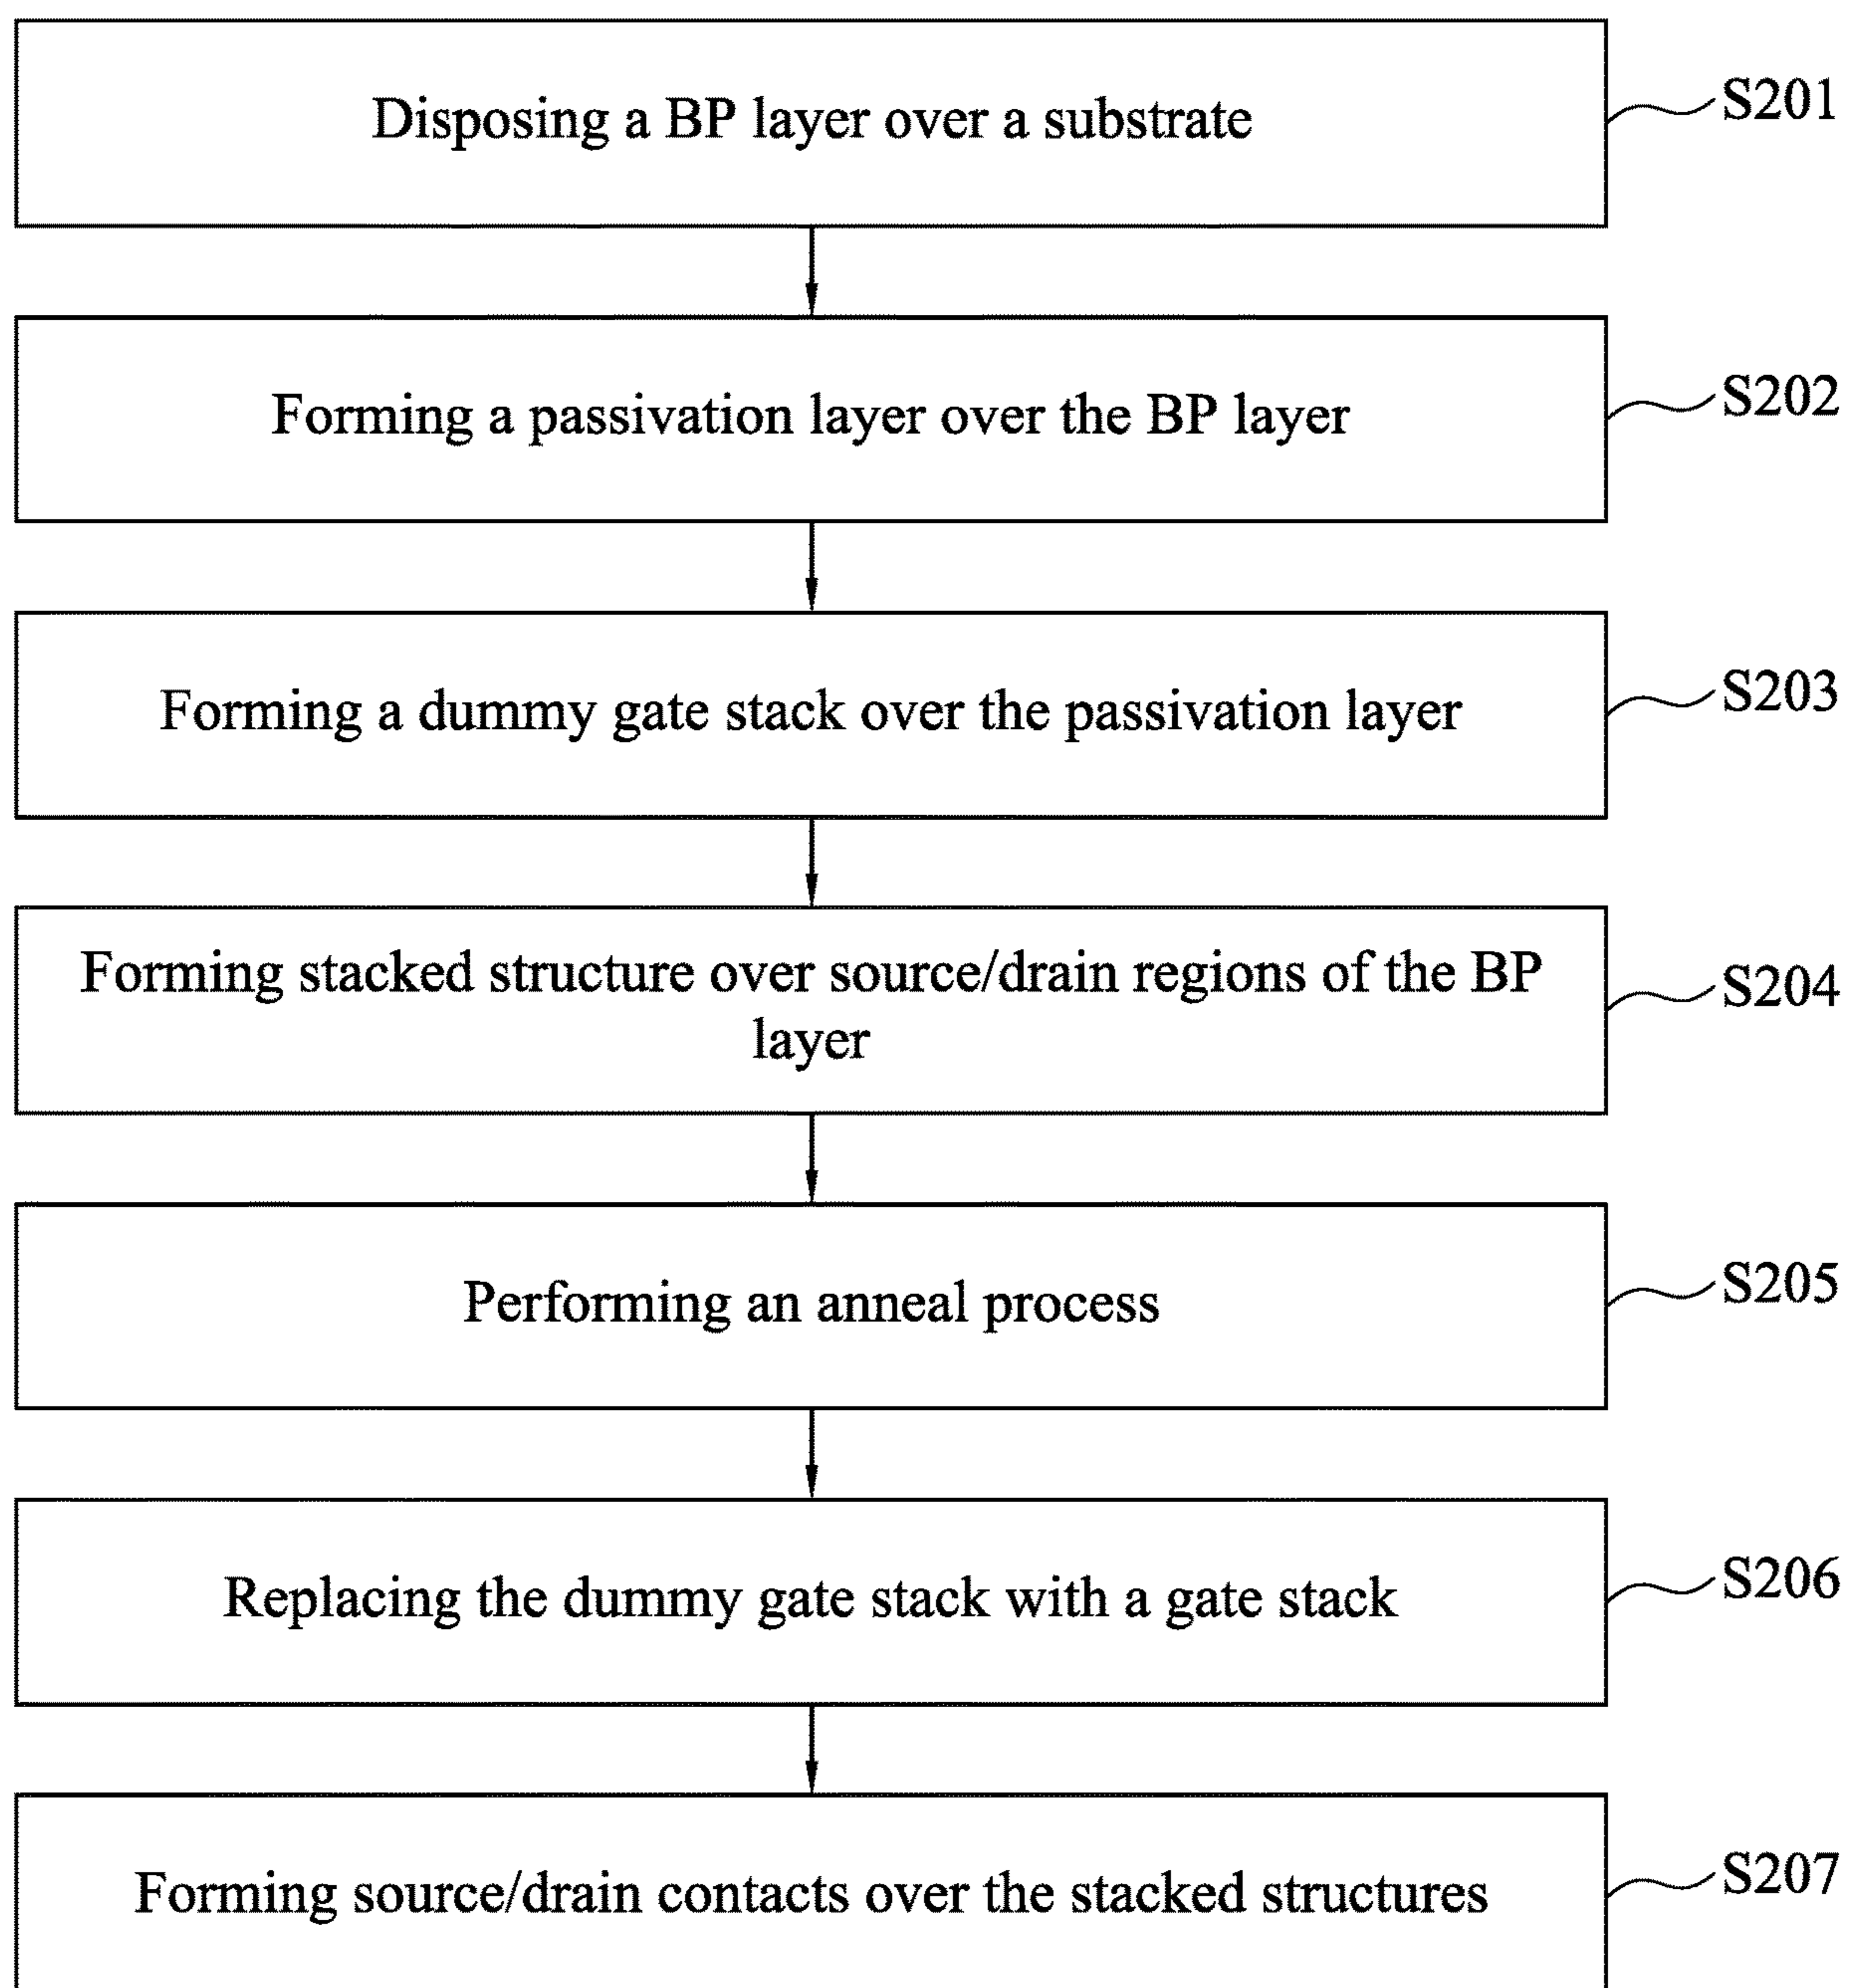 Disposing a BP layer over a substrate
S201
Forming a passivation layer over the BP layer
S202
Forming a dummy gate stack over the passivation layer
S203
Forming stacked structure over source/drain regions of the BP
layer
S204
Performing an anneal process
S205
Replacing the dummy gate stack with a gate stack
S206
Forming source/drain contacts over the stacked structures
S207